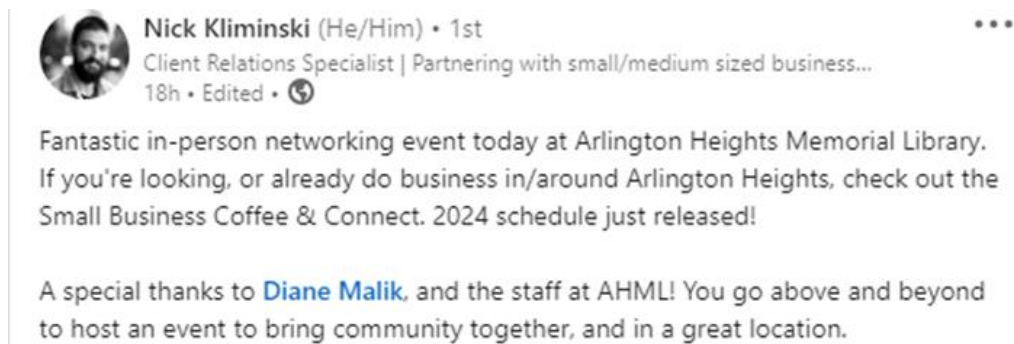 Nick Kliminski (He/Him) • 1st
Client Relations Specialist | Partnering with small/medium sized business...
18h • Edited •
Fantastic in-person networking event today at Arlington Heights Memorial Library.
If you're looking, or already do business in/around Arlington Heights, check out the
Small Business Coffee & Connect. 2024 schedule just released!
A special thanks to Diane Malik, and the staff at AHML! You go above and beyond
to host an event to bring community together, and in a great location.